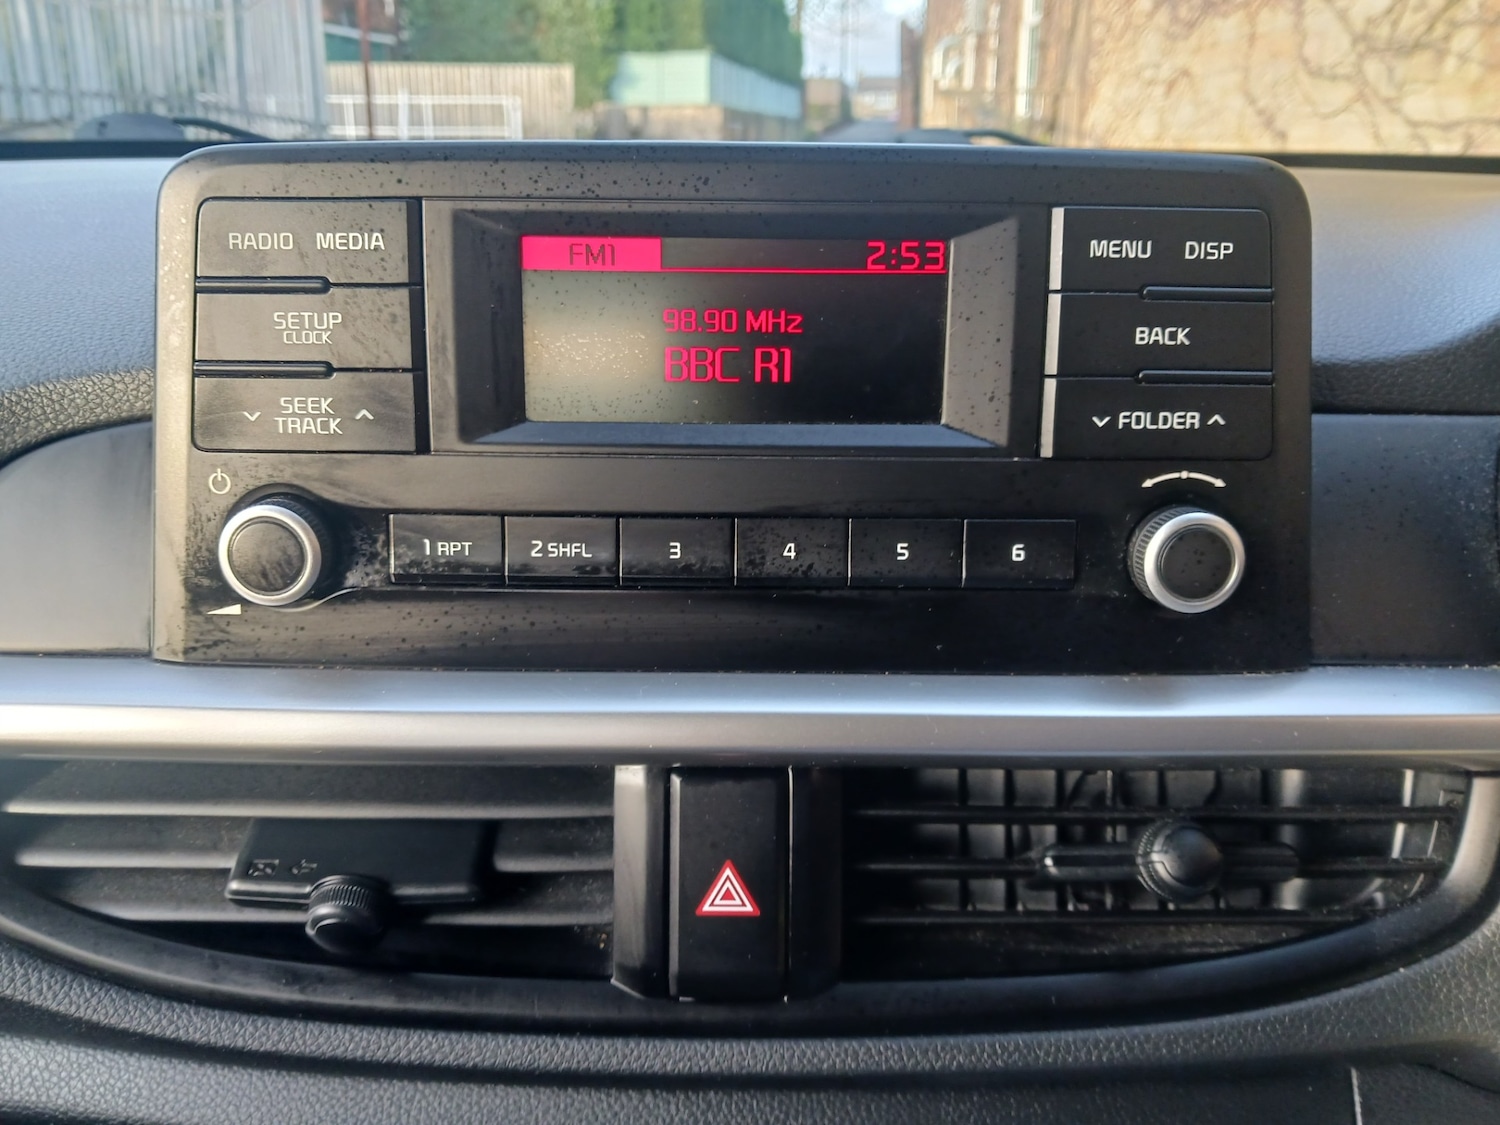 RADIO MEDIA
SETUP
CLOCK
SEEK
TRACK
FM1 2:53
98.90 MHz
BBC R1
MENU DISP
BACK
FOLDER
1 RPT 2 SHFL 3 4 5 6